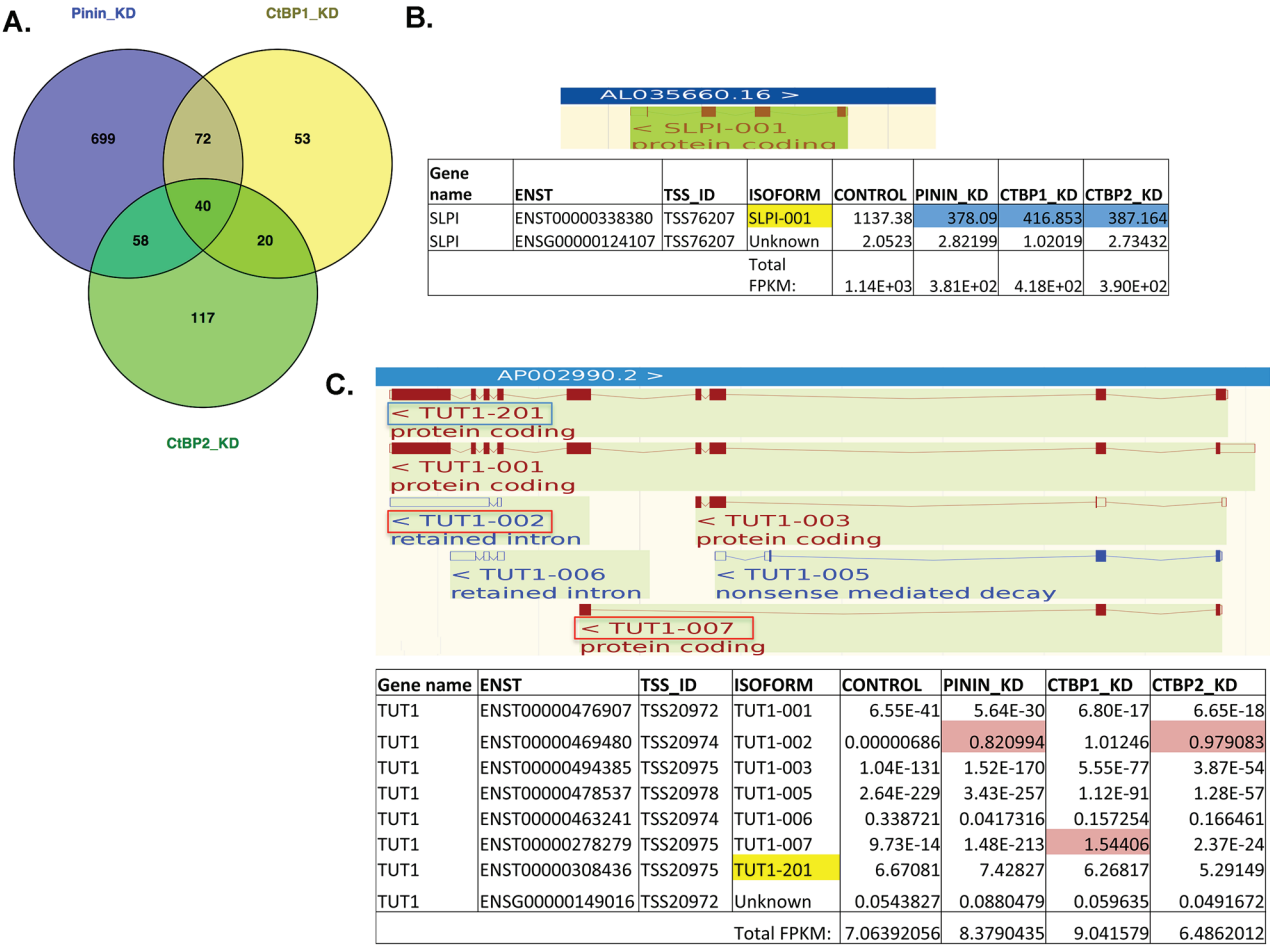 A.
Pinin_KD
CtBP1_KD
699
72
53
40
58
20
117
CtBP2_KD
B.
AL035660.16 >
< SLPI-001
protein coding
Gene name ENST TSS_ID ISOFORM CONTROL PININ_KD CTBP1_KD CTBP2_KD
SLPI ENST00000338380 TSS76207 SLPI-001 1137.38 378.09 416.853 387.164
SLPI ENSG00000124107 TSS76207 Unknown 2.0523 2.82199 1.02019 2.73432
Total FPKM: 1.14E+03 3.81E+02 4.18E+02 3.90E+02
C.
AP002990.2 >
< TUT1-201
protein coding
< TUT1-001
protein coding
< TUT1-002 < TUT1-003
retained intron protein coding
< TUT1-006 < TUT1-005
retained intron nonsense mediated decay
< TUT1-007
protein coding
Gene name ENST TSS_ID ISOFORM CONTROL PININ_KD CTBP1_KD CTBP2_KD
TUT1 ENST00000476907 TSS20972 TUT1-001 6.55E-41 5.64E-30 6.80E-17 6.65E-18
TUT1 ENST00000469480 TSS20974 TUT1-002 0.00000686 0.820994 1.01246 0.979083
TUT1 ENST00000494385 TSS20975 TUT1-003 1.04E-131 1.52E-170 5.55E-77 3.87E-54
TUT1 ENST00000478537 TSS20978 TUT1-005 2.64E-229 3.43E-257 1.12E-91 1.28E-57
TUT1 ENST00000463241 TSS20974 TUT1-006 0.338721 0.0417316 0.157254 0.166461
TUT1 ENST00000278279 TSS20975 TUT1-007 9.73E-14 1.48E-213 1.54406 2.37E-24
TUT1 ENST00000308436 TSS20975 TUT1-201 6.67081 7.42827 6.26817 5.29149
TUT1 ENSG00000149016 TSS20972 Unknown 0.0543827 0.0880479 0.059635 0.0491672
Total FPKM: 7.06392056 8.3790435 9.041579 6.4862012